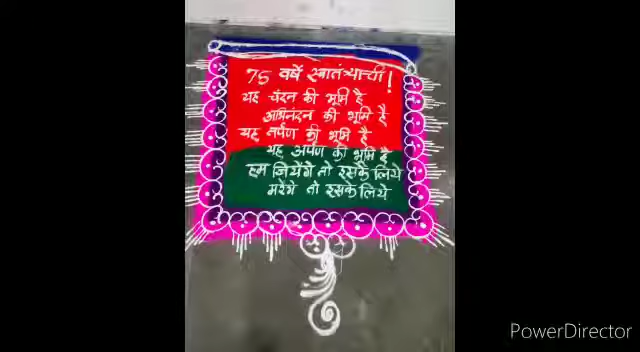 75 वर्षे स्वातंत्र्याची!
यह चंदन की भूमि है
अभिनंदन की भूमि है
यह तर्पण की भूमि है
यह अर्पण की भूमि है
हम जियेंगे तो इसके लिये
मरेंगे तो इसके लिये
PowerDirector